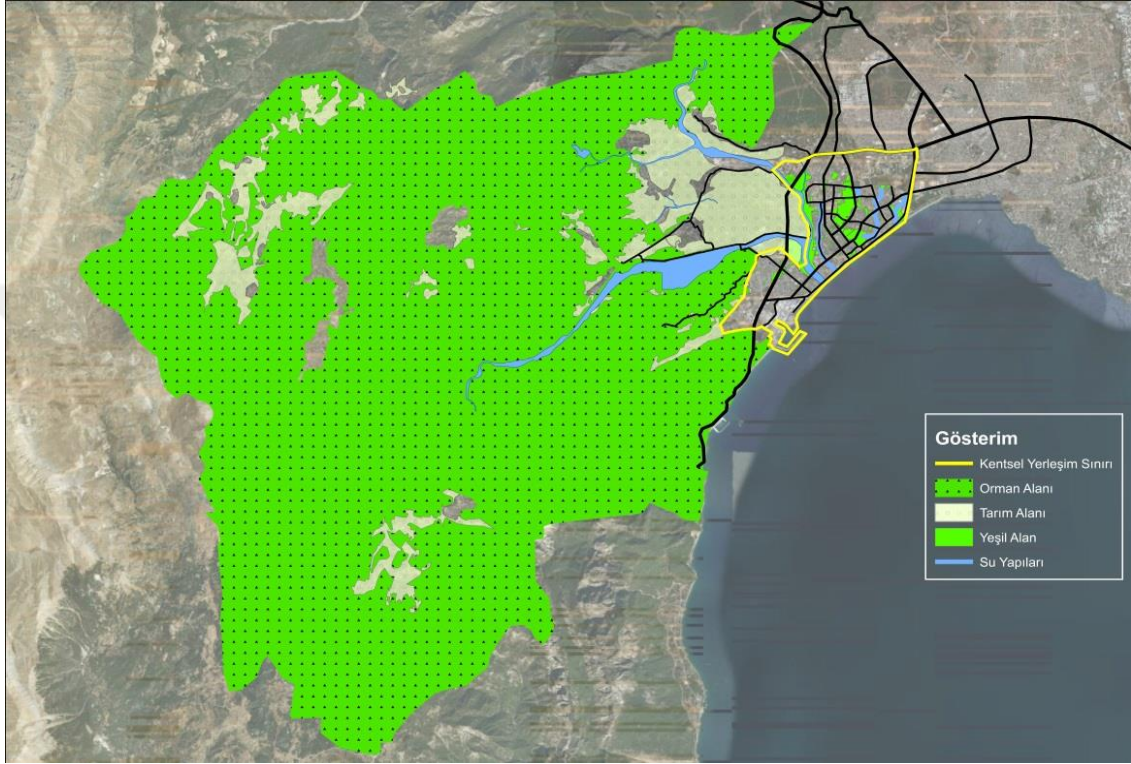 Gösterim
Kentsel Yerleşim Sınırı
Orman Alanı
Tarım Alanı
Yeşil Alan
Su Yapıları